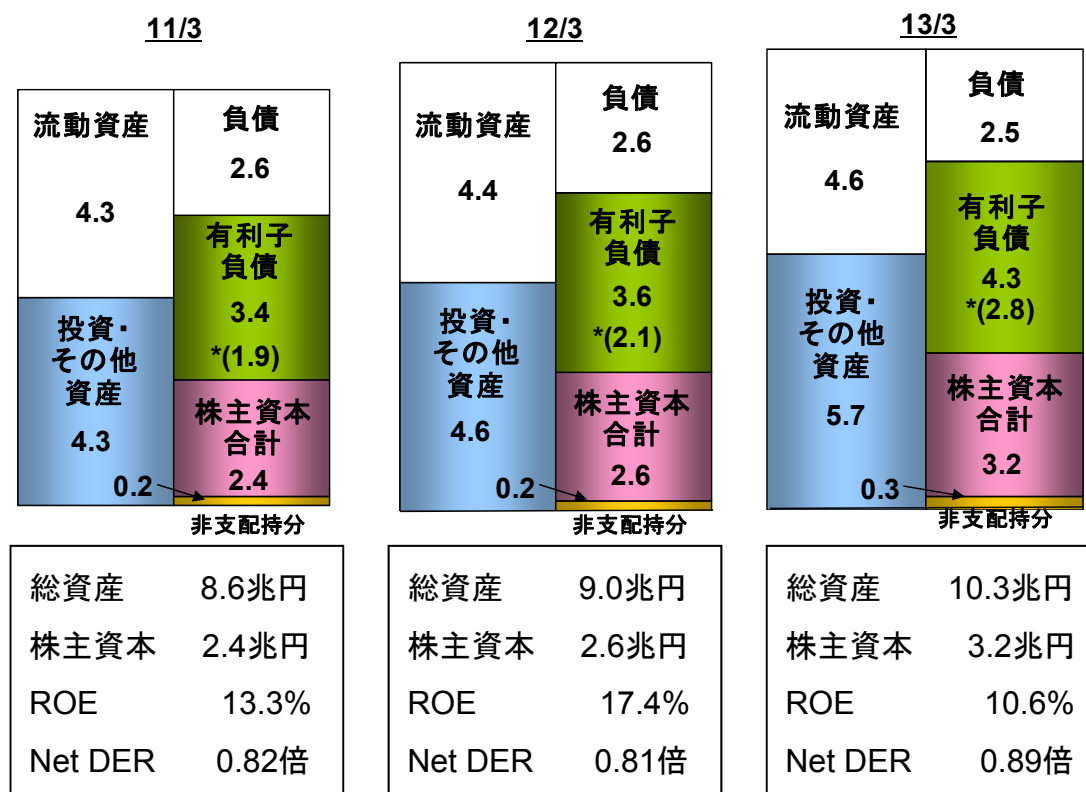 11/3
流動資産
4.3
負債
2.6
有利子
負債
3.4
*(1.9)
投資・
その他
資産
4.3
株主資本
合計
2.4
0.2
非支配持分
総資産 8.6兆円
株主資本 2.4兆円
ROE 13.3%
Net DER 0.82倍
12/3
流動資産
4.4
負債
2.6
有利子
負債
3.6
*(2.1)
投資・
その他
資産
4.6
株主資本
合計
2.6
0.2
非支配持分
総資産 9.0兆円
株主資本 2.6兆円
ROE 17.4%
Net DER 0.81倍
13/3
流動資産
4.6
負債
2.5
有利子
負債
4.3
*(2.8)
投資・
その他
資産
5.7
株主資本
合計
3.2
0.3
非支配持分
総資産 10.3兆円
株主資本 3.2兆円
ROE 10.6%
Net DER 0.89倍